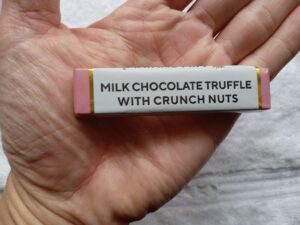 MILK CHOCOLATE TRUFFLE
WITH CRUNCH NUTS